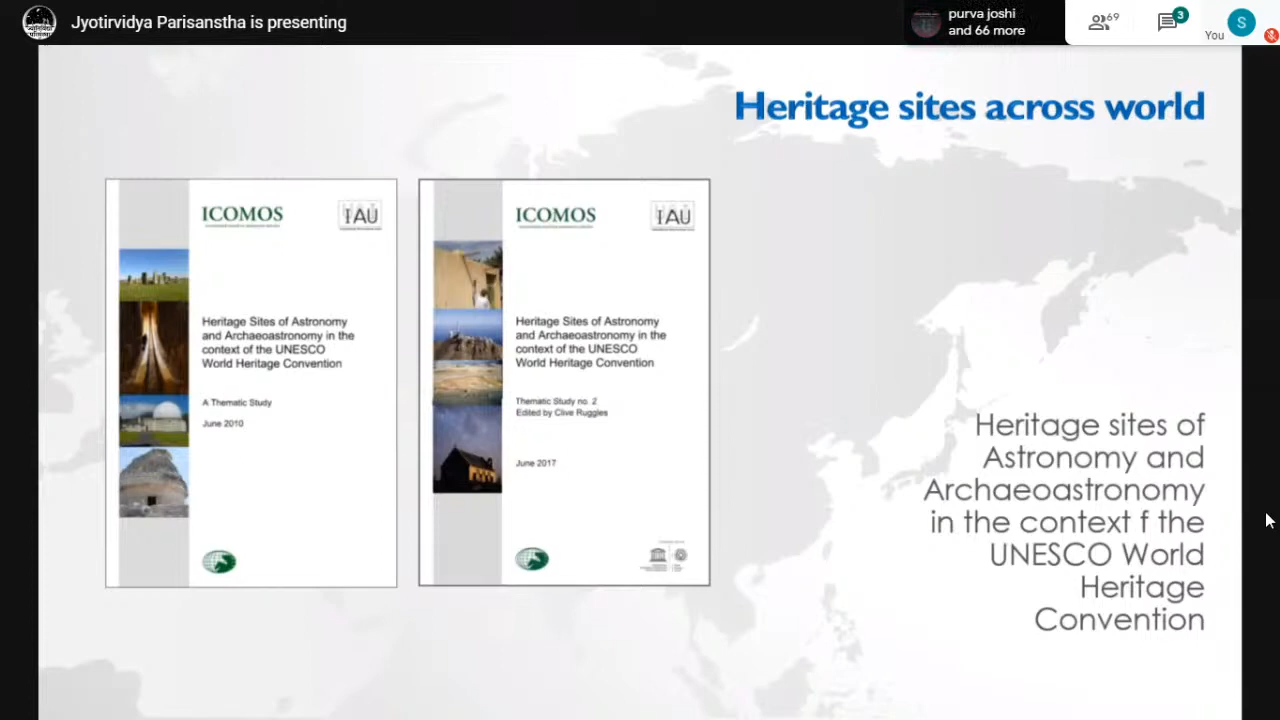 Jyotirvidya Parisanstha is presenting
purva joshi
and 66 more
69
3
You
S
Heritage sites across world
ICOMOS
IAU
Heritage Sites of Astronomy
and Archaeoastronomy in the
context of the UNESCO
World Heritage Convention
A Thematic Study
June 2010
ICOMOS
IAU
Heritage Sites of Astronomy
and Archaeoastronomy in the
context of the UNESCO
World Heritage Convention
Thematic Study no. 2
Edited by Clive Ruggles
June 2017
Heritage sites of
Astronomy and
Archaeoastronomy
in the context f the
UNESCO World
Heritage
Convention